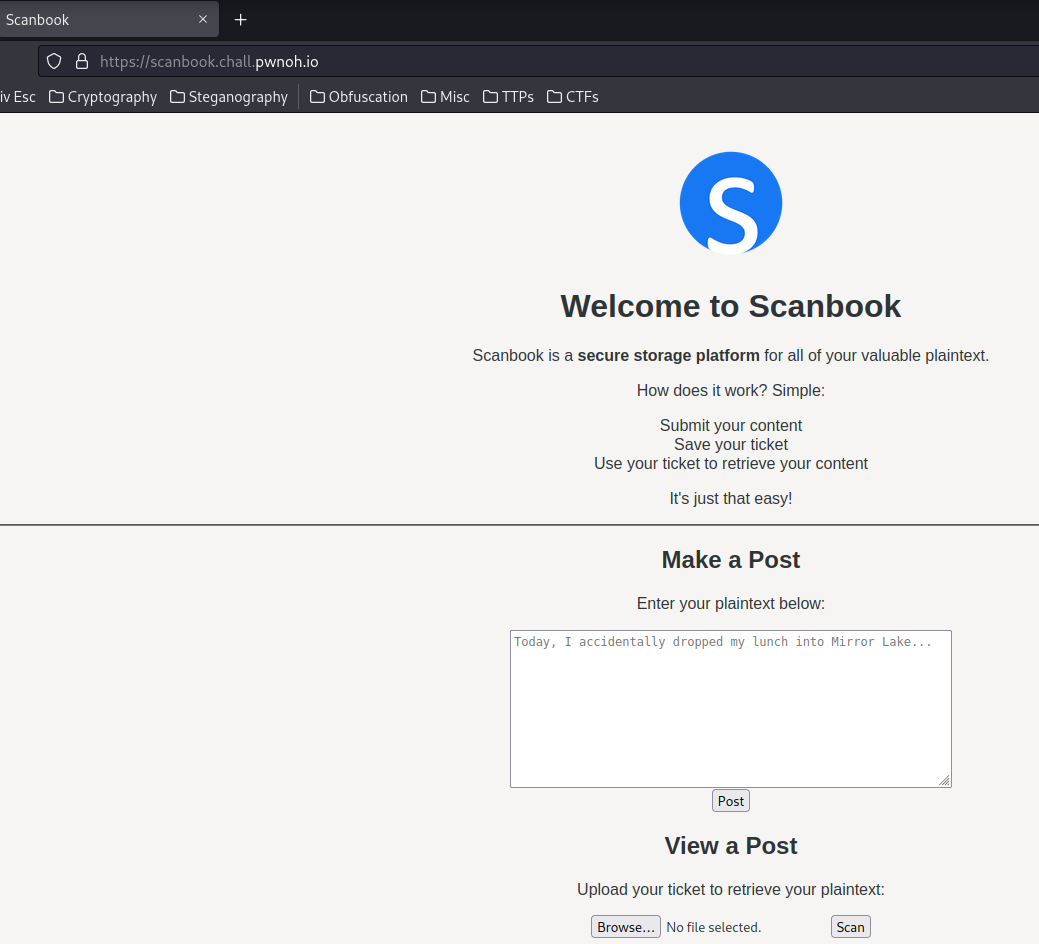 Scanbook
https://scanbook.chall.pwnoh.io
iv Esc Cryptography Steganography Obfuscation Misc TTPs CTFs
S
Welcome to Scanbook
Scanbook is a secure storage platform for all of your valuable plaintext.
How does it work? Simple:
Submit your content
Save your ticket
Use your ticket to retrieve your content
It's just that easy!
Make a Post
Enter your plaintext below:
Today, I accidentally dropped my lunch into Mirror Lake...
Post
View a Post
Upload your ticket to retrieve your plaintext:
Browse... No file selected. Scan